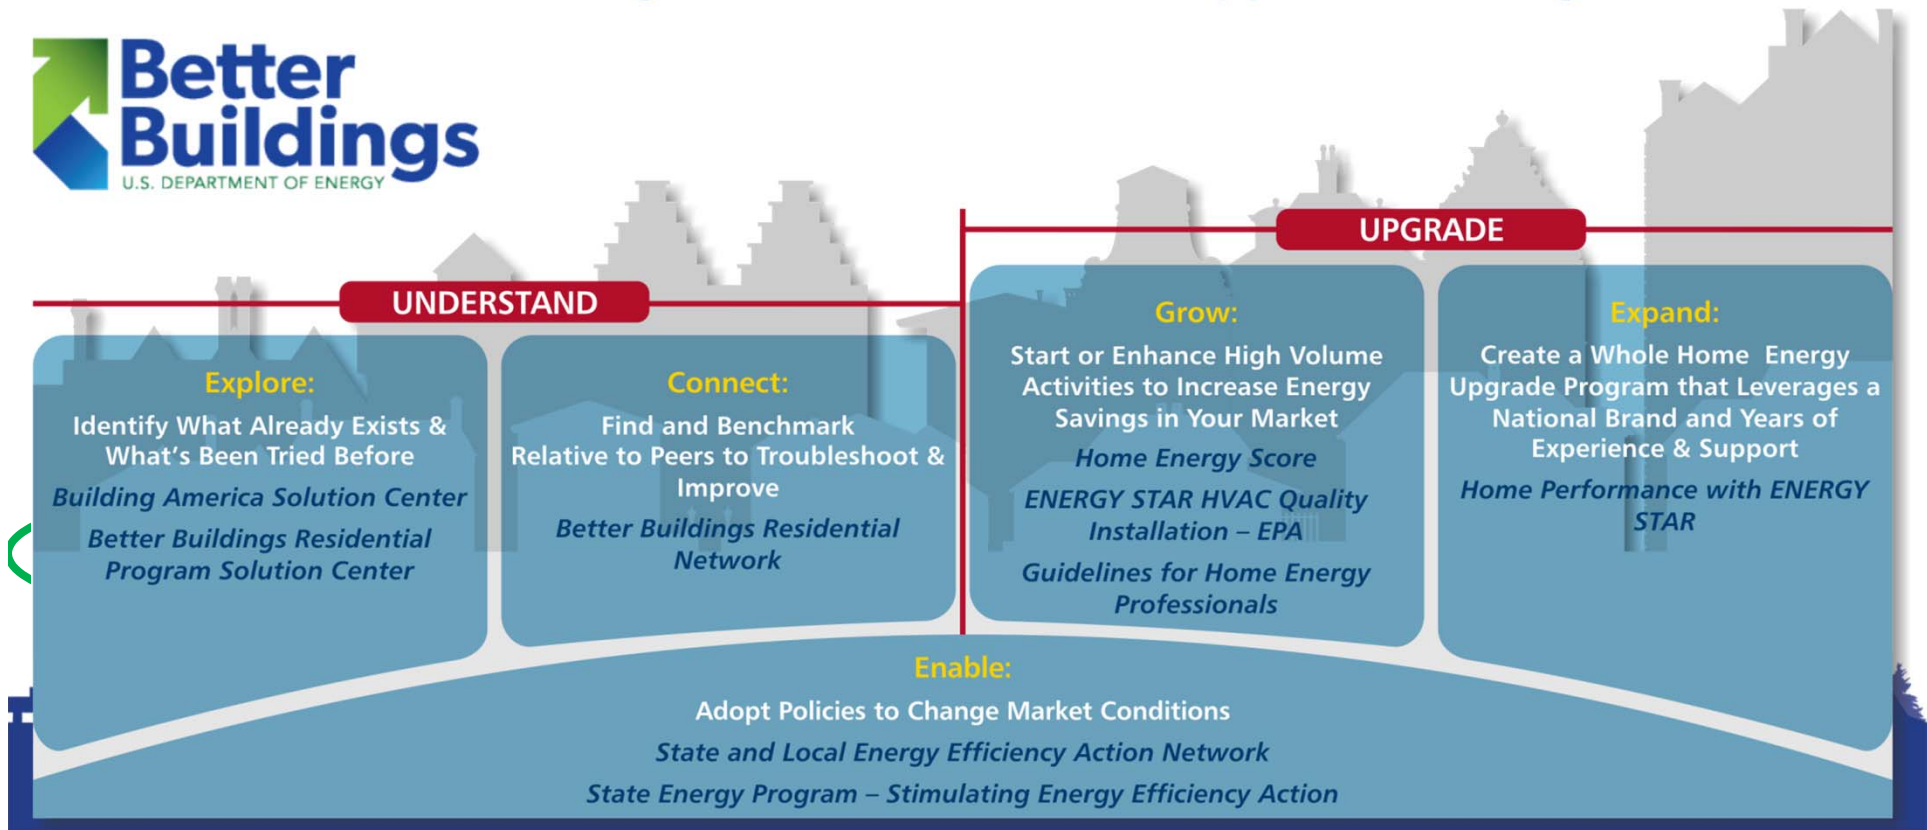 Better
Buildings
U.S. DEPARTMENT OF ENERGY
UNDERSTAND
UPGRADE
Explore:
Identify What Already Exists &
What's Been Tried Before
Building America Solution Center
Better Buildings Residential
Program Solution Center
Connect:
Find and Benchmark
Relative to Peers to Troubleshoot &
Improve
Better Buildings Residential
Network
Grow:
Start or Enhance High Volume
Activities to Increase Energy
Savings in Your Market
Home Energy Score
ENERGY STAR HVAC Quality
Installation – EPA
Guidelines for Home Energy
Professionals
Expand:
Create a Whole Home Energy
Upgrade Program that Leverages a
National Brand and Years of
Experience & Support
Home Performance with ENERGY
STAR
Enable:
Adopt Policies to Change Market Conditions
State and Local Energy Efficiency Action Network
State Energy Program – Stimulating Energy Efficiency Action